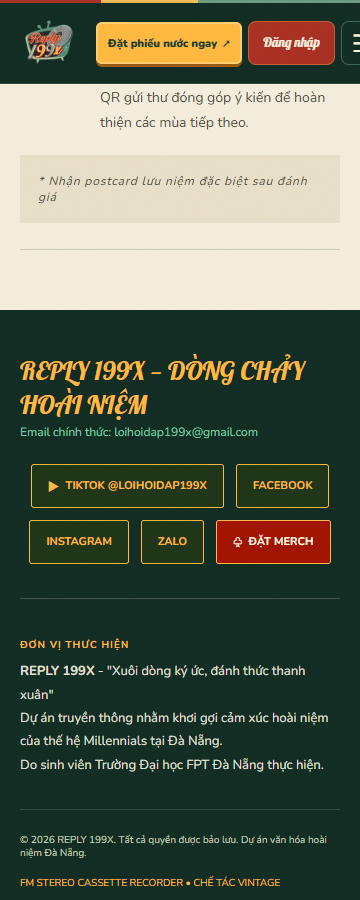 Reply
199x
Đặt phiếu nước ngay ↗
Đăng nhập
QR gửi thư đóng góp ý kiến để hoàn
thiện các mùa tiếp theo.
* Nhận postcard lưu niệm đặc biệt sau đánh
giá
REPLY 199X – DÒNG CHẢY
HOÀI NIỆM
Email chính thức: loihoidap199x@gmail.com
TIKTOK @LOIHOIDAP199X
FACEBOOK
INSTAGRAM
ZALO
ĐẶT MERCH
ĐƠN VỊ THỰC HIỆN
REPLY 199X - "Xuôi dòng ký ức, đánh thức thanh
xuân"
Dự án truyền thông nhằm khơi gợi cảm xúc hoài niệm
của thế hệ Millennials tại Đà Nẵng.
Do sinh viên Trường Đại học FPT Đà Nẵng thực hiện.
© 2026 REPLY 199X. Tất cả quyền được bảo lưu. Dự án văn hóa hoài
niệm Đà Nẵng.
FM STEREO CASSETTE RECORDER • CHẾ TÁC VINTAGE